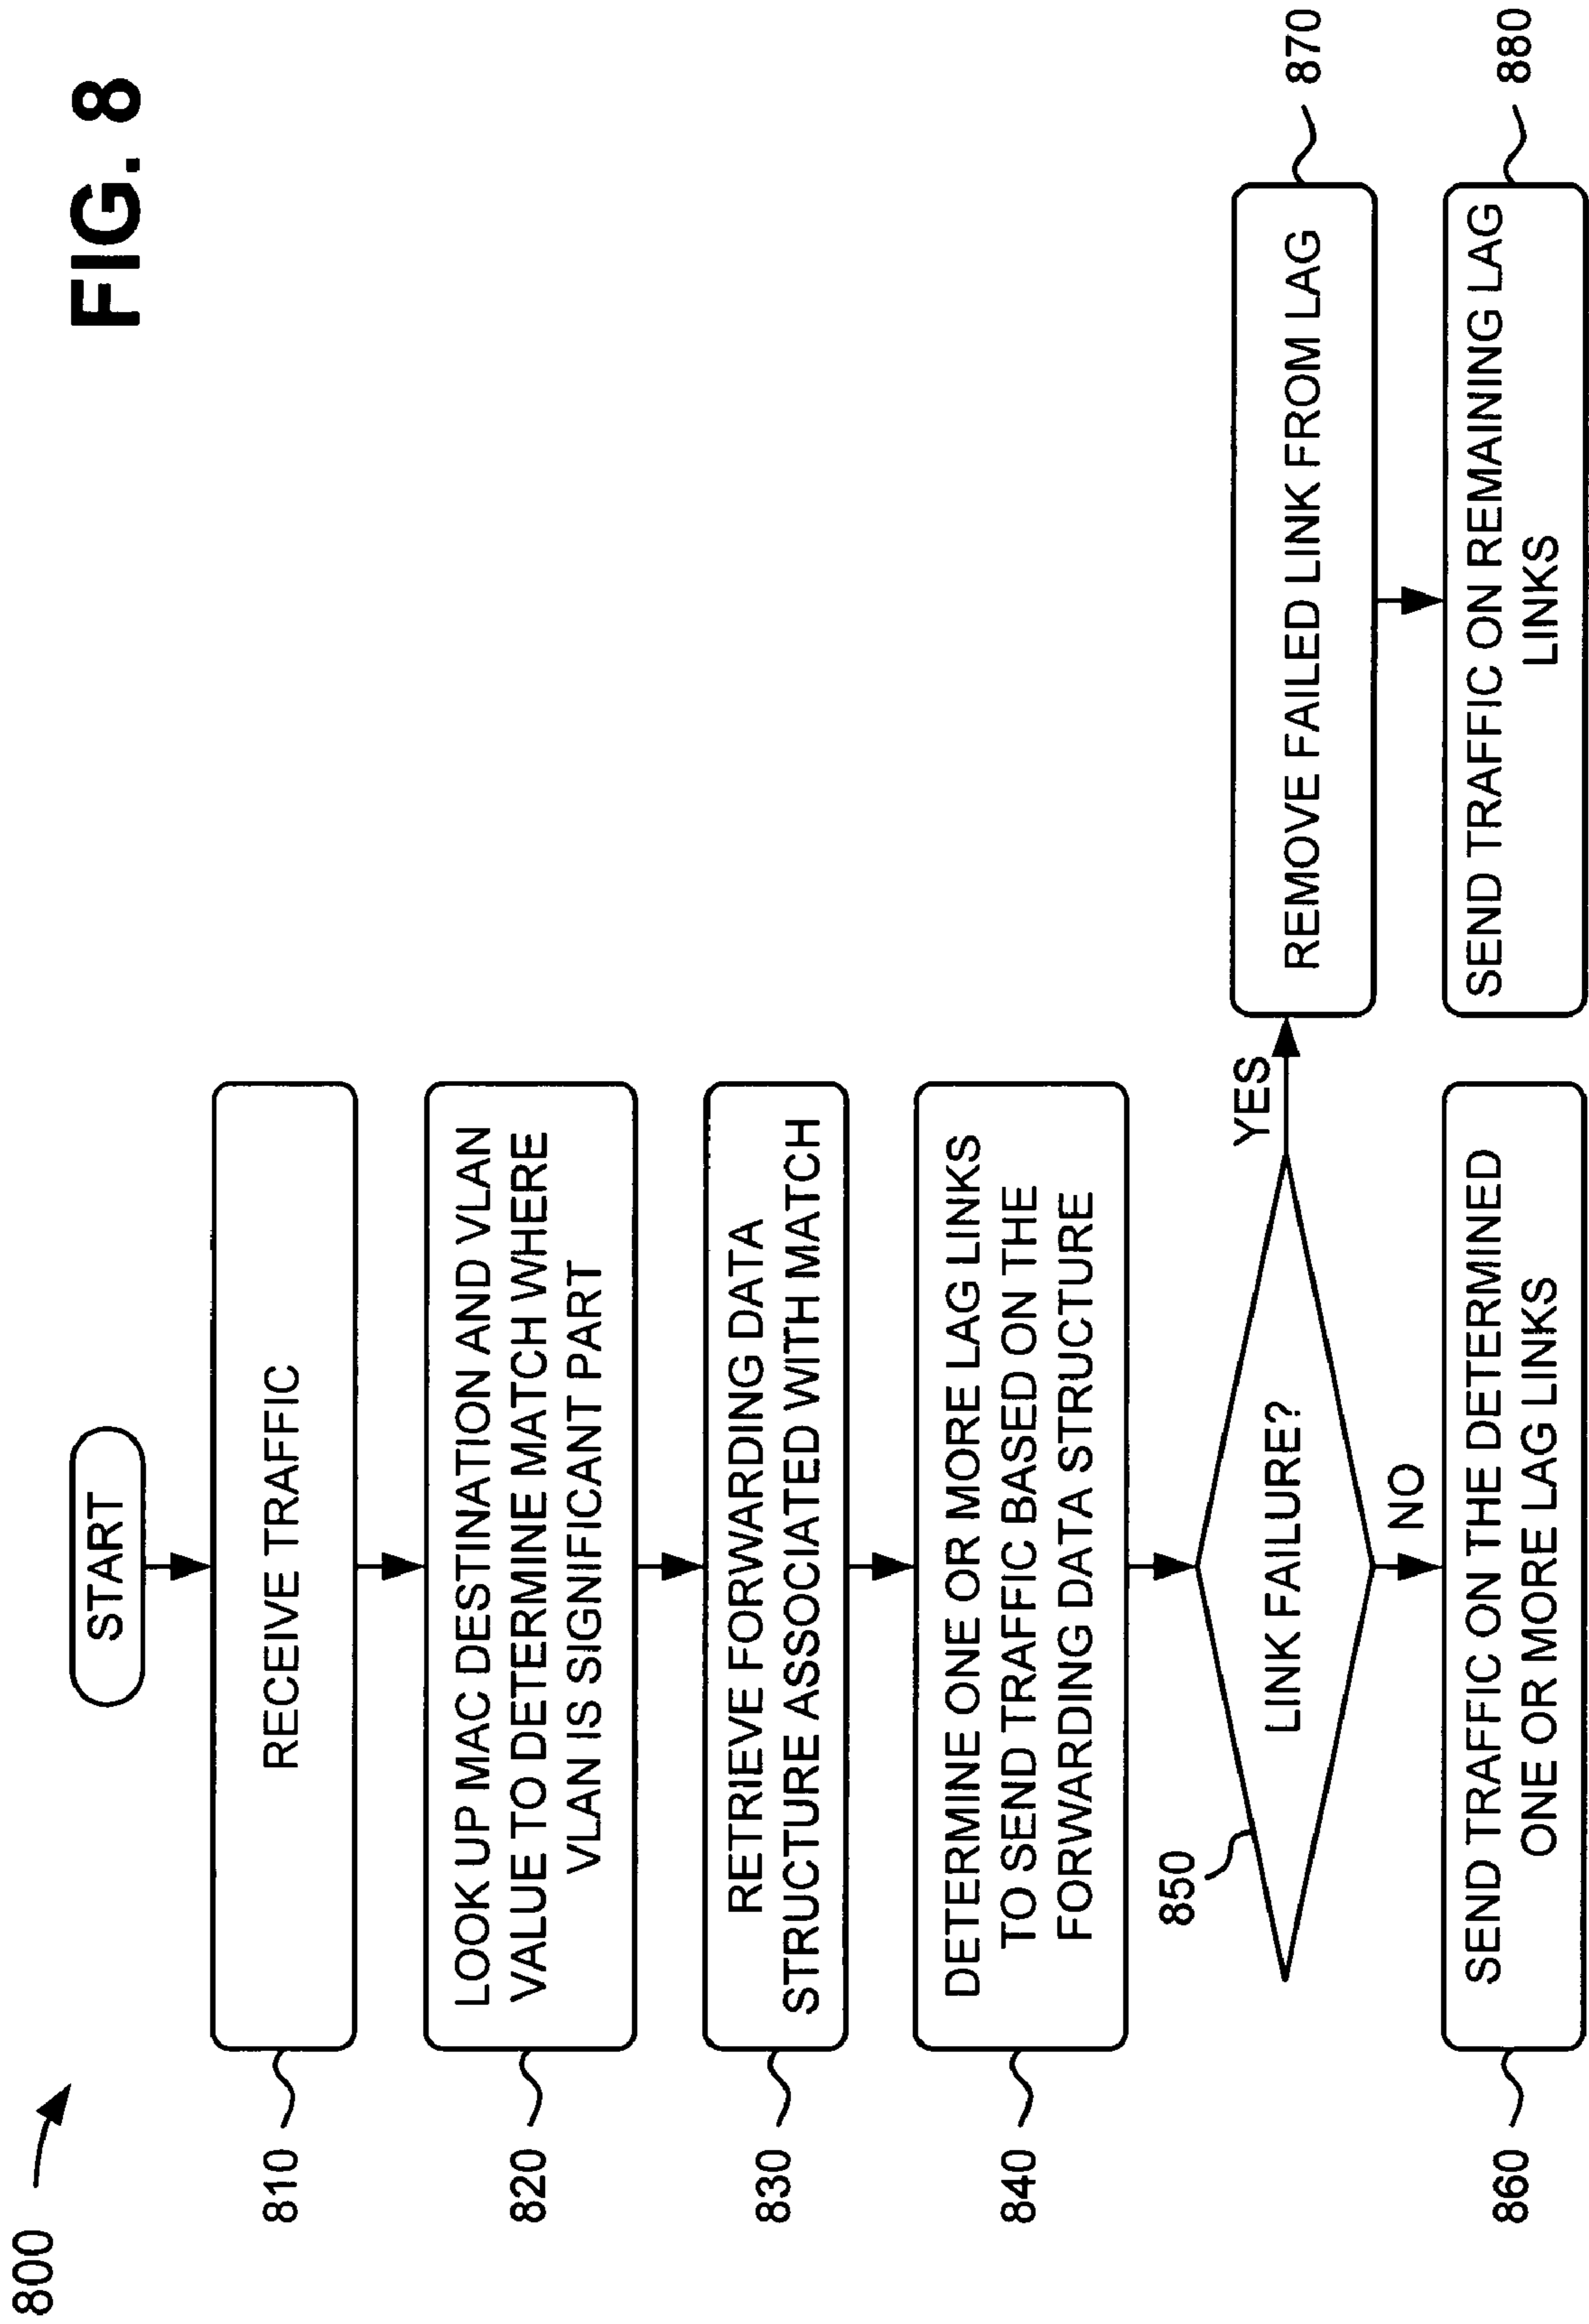 FIG. 8
800
START
810
RECEIVE TRAFFIC
820
LOOK UP MAC DESTINATION AND VLAN
VALUE TO DETERMINE MATCH WHERE
VLAN IS SIGNIFICANT PART
830
RETRIEVE FORWARDING DATA
STRUCTURE ASSOCIATED WITH MATCH
840
DETERMINE ONE OR MORE LAG LINKS
TO SEND TRAFFIC BASED ON THE
FORWARDING DATA STRUCTURE
850
LINK FAILURE?
YES
NO
REMOVE FAILED LINK FROM LAG
870
860
SEND TRAFFIC ON THE DETERMINED
ONE OR MORE LAG LINKS
SEND TRAFFIC ON REMAINING LAG
LINKS
880